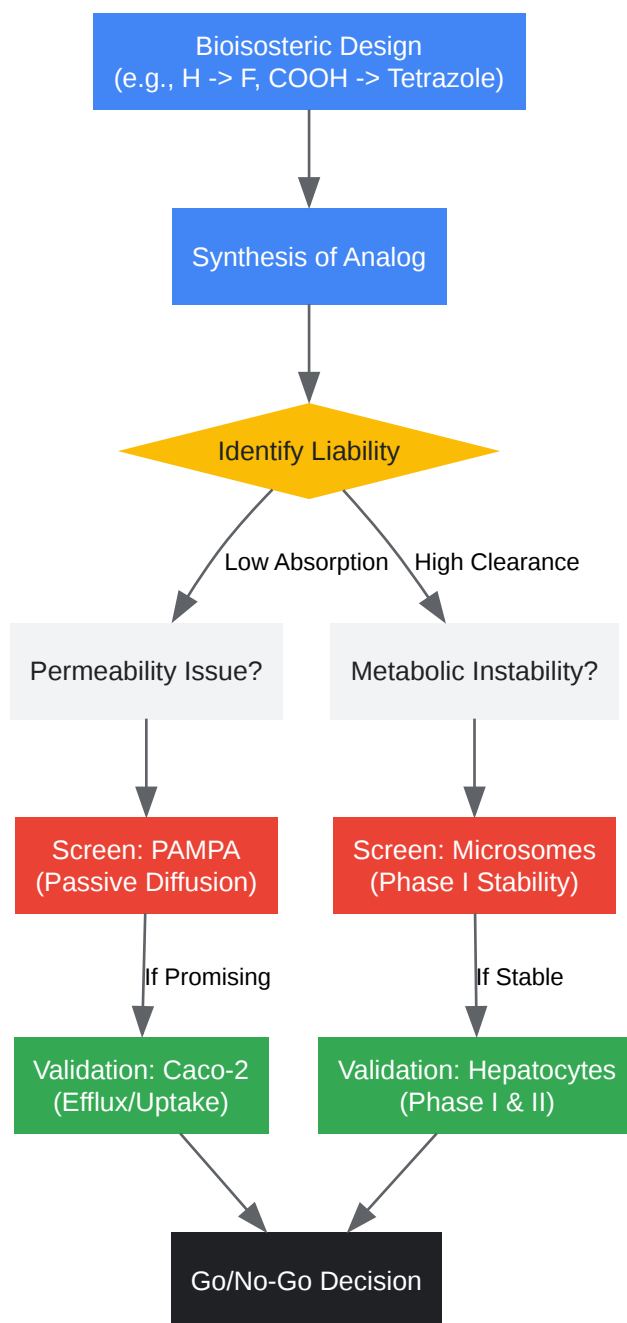 Bioisosteric Design
(e.g., H -> F, COOH -> Tetrazole)
Synthesis of Analog
Identify Liability
Low Absorption
High Clearance
Permeability Issue?
Metabolic Instability?
Screen: PAMPA
(Passive Diffusion)
Screen: Microsomes
(Phase I Stability)
If Promising
If Stable
Validation: Caco-2
(Efflux/Uptake)
Validation: Hepatocytes
(Phase I & II)
Go/No-Go Decision